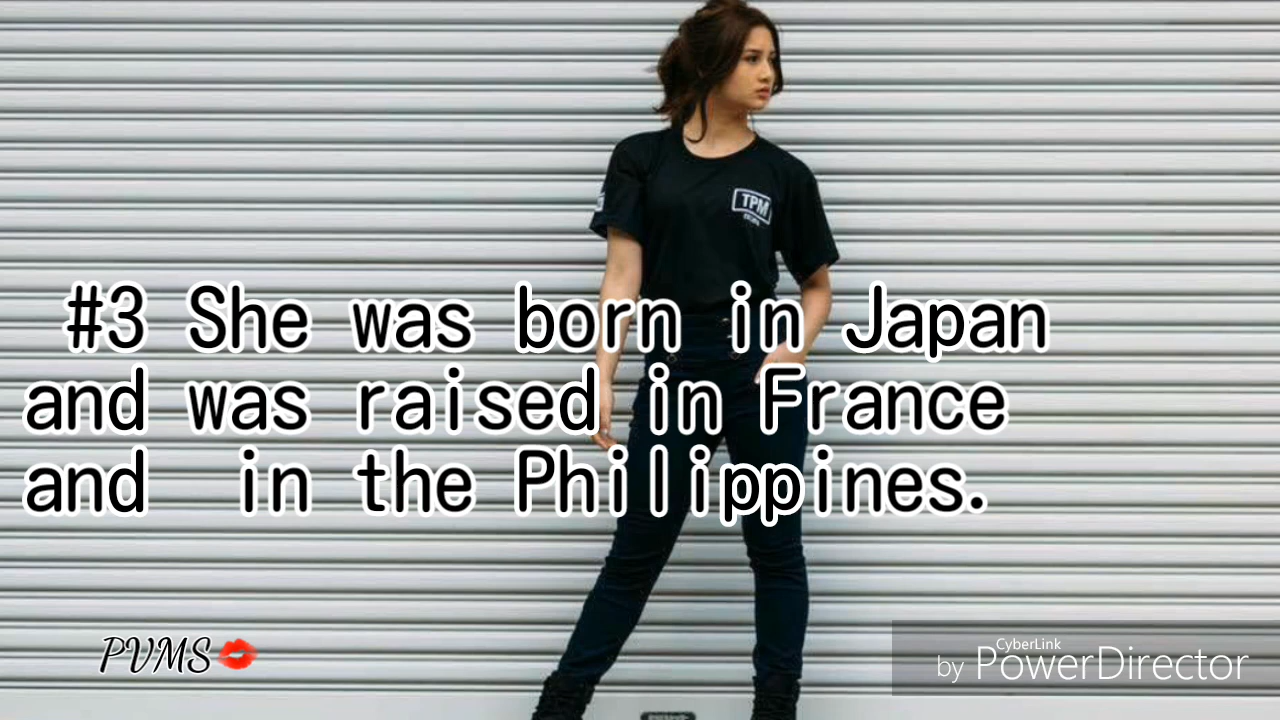 TPM
#3 She was born in Japan
and was raised in France
and in the Philippines.
PVMS
CyberLink
by PowerDirector